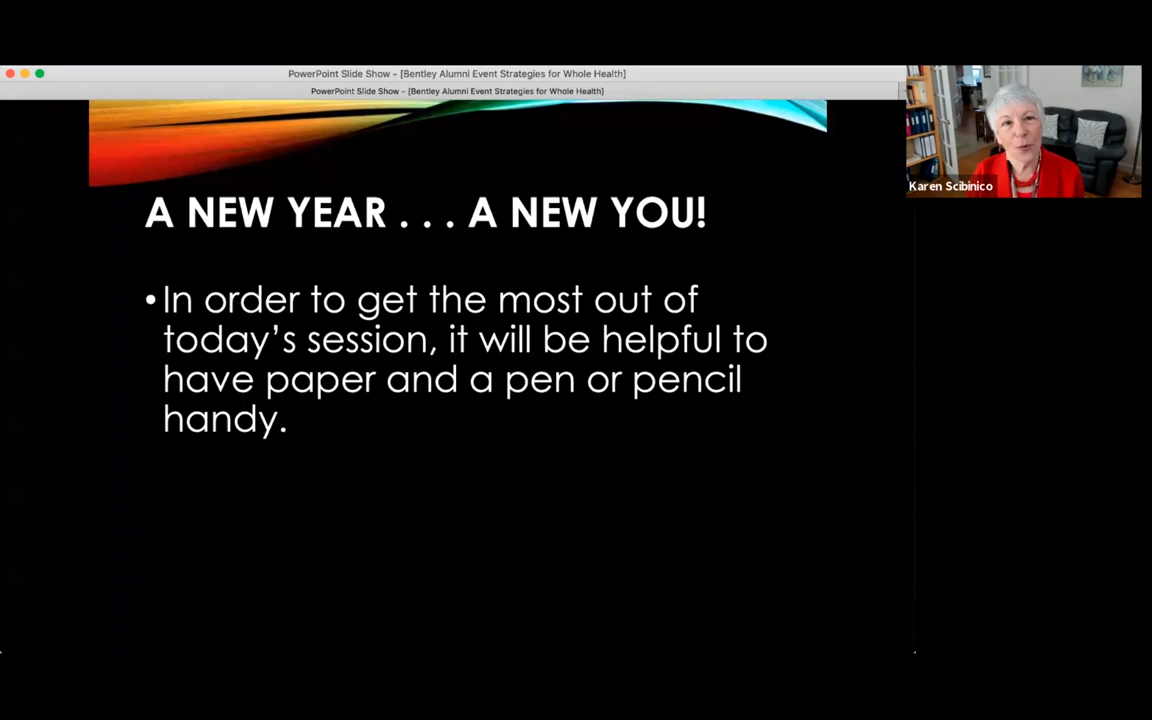 PowerPoint Slide Show - [Bentley Alumni Event Strategies for Whole Health]
PowerPoint Slide Show - [Bentley Alumni Event Strategies for Whole Health]
Karen Scibinico
A NEW YEAR . . . A NEW YOU!
•In order to get the most out of
today’s session, it will be helpful to
have paper and a pen or pencil
handy.